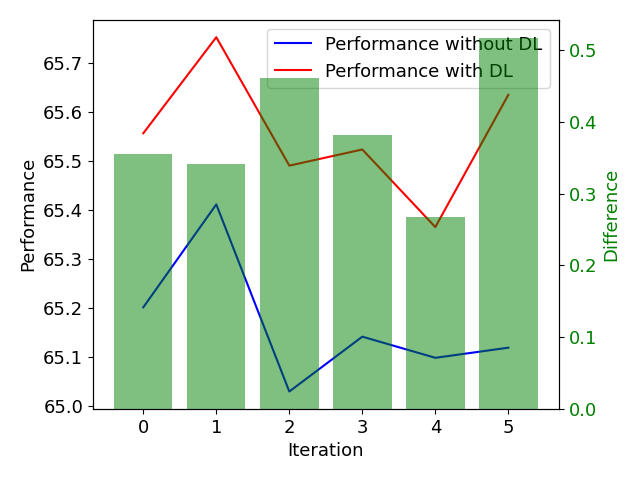 Performance without DL
Performance with DL
65.7
65.6
65.5
65.4
65.3
65.2
65.1
65.0
Performance
0.5
0.4
0.3
0.2
0.1
0.0
Difference
0 1 2 3 4 5
Iteration